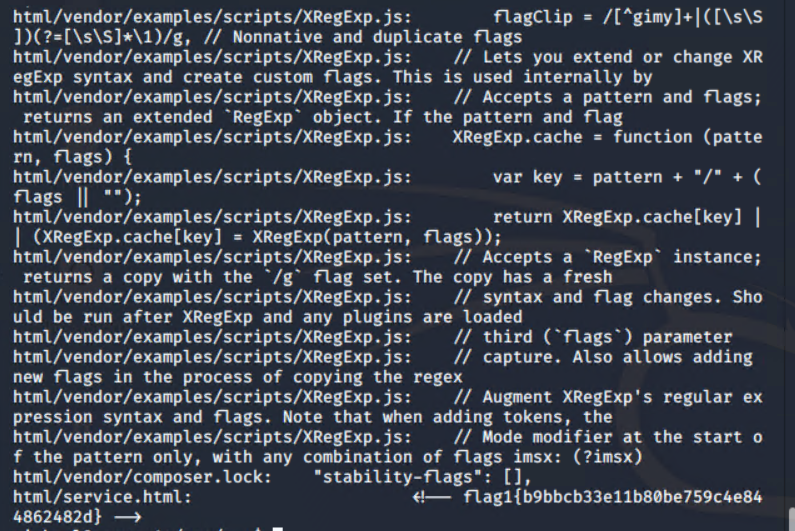 html/vendor/examples/scripts/XRegExp.js:        flagClip = /[^gimy]+|([\s\S
])(?=[\s\S]*\1)/g, // Nonnative and duplicate flags
html/vendor/examples/scripts/XRegExp.js:    // Lets you extend or change XR
egExp syntax and create custom flags. This is used internally by
html/vendor/examples/scripts/XRegExp.js:    // Accepts a pattern and flags;
 returns an extended `RegExp` object. If the pattern and flag
html/vendor/examples/scripts/XRegExp.js:    XRegExp.cache = function (patte
rn, flags) {
html/vendor/examples/scripts/XRegExp.js:        var key = pattern + "/" + (
flags || "");
html/vendor/examples/scripts/XRegExp.js:        return XRegExp.cache[key] |
| (XRegExp.cache[key] = XRegExp(pattern, flags));
html/vendor/examples/scripts/XRegExp.js:    // Accepts a `RegExp` instance;
 returns a copy with the `/g` flag set. The copy has a fresh
html/vendor/examples/scripts/XRegExp.js:    // syntax and flag changes. Sho
uld be run after XRegExp and any plugins are loaded
html/vendor/examples/scripts/XRegExp.js:    // third (`flags`) parameter
html/vendor/examples/scripts/XRegExp.js:    // capture. Also allows adding
new flags in the process of copying the regex
html/vendor/examples/scripts/XRegExp.js:    // Augment XRegExp's regular ex
pression syntax and flags. Note that when adding tokens, the
html/vendor/examples/scripts/XRegExp.js:    // Mode modifier at the start o
f the pattern only, with any combination of flags imsx: (?imsx)
html/vendor/composer.lock:    "stability-flags": [],
html/service.html:                      <!-- flag1{b9bbcb33e11b80be759c4e84
4862482d} -->